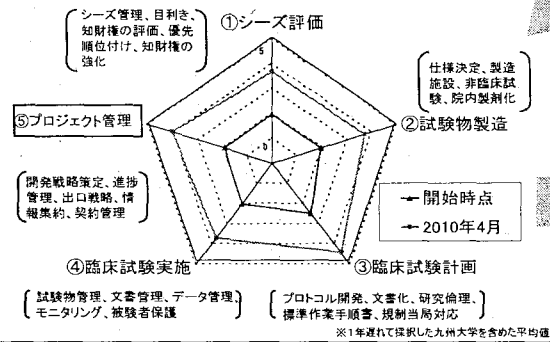 シーズ管理、目利き、
知財権の評価、優先
順位付け、知財権の
強化
①シーズ評価
5
0
仕様決定、製造
施設、非臨床試
験、院内製剤化
②試験物製造
⑤プロジェクト管理
開発戦略策定、進捗
管理、出口戦略、情
報集約、契約管理
開始時点
2010年4月
④臨床試験実施
③臨床試験計画
試験物管理、文書管理、データ管理、
モニタリング、被験者保護
プロトコル開発、文書化、研究倫理、
標準作業手順書、規制当局対応
※1年遅れて採択した九州大学を含めた平均値